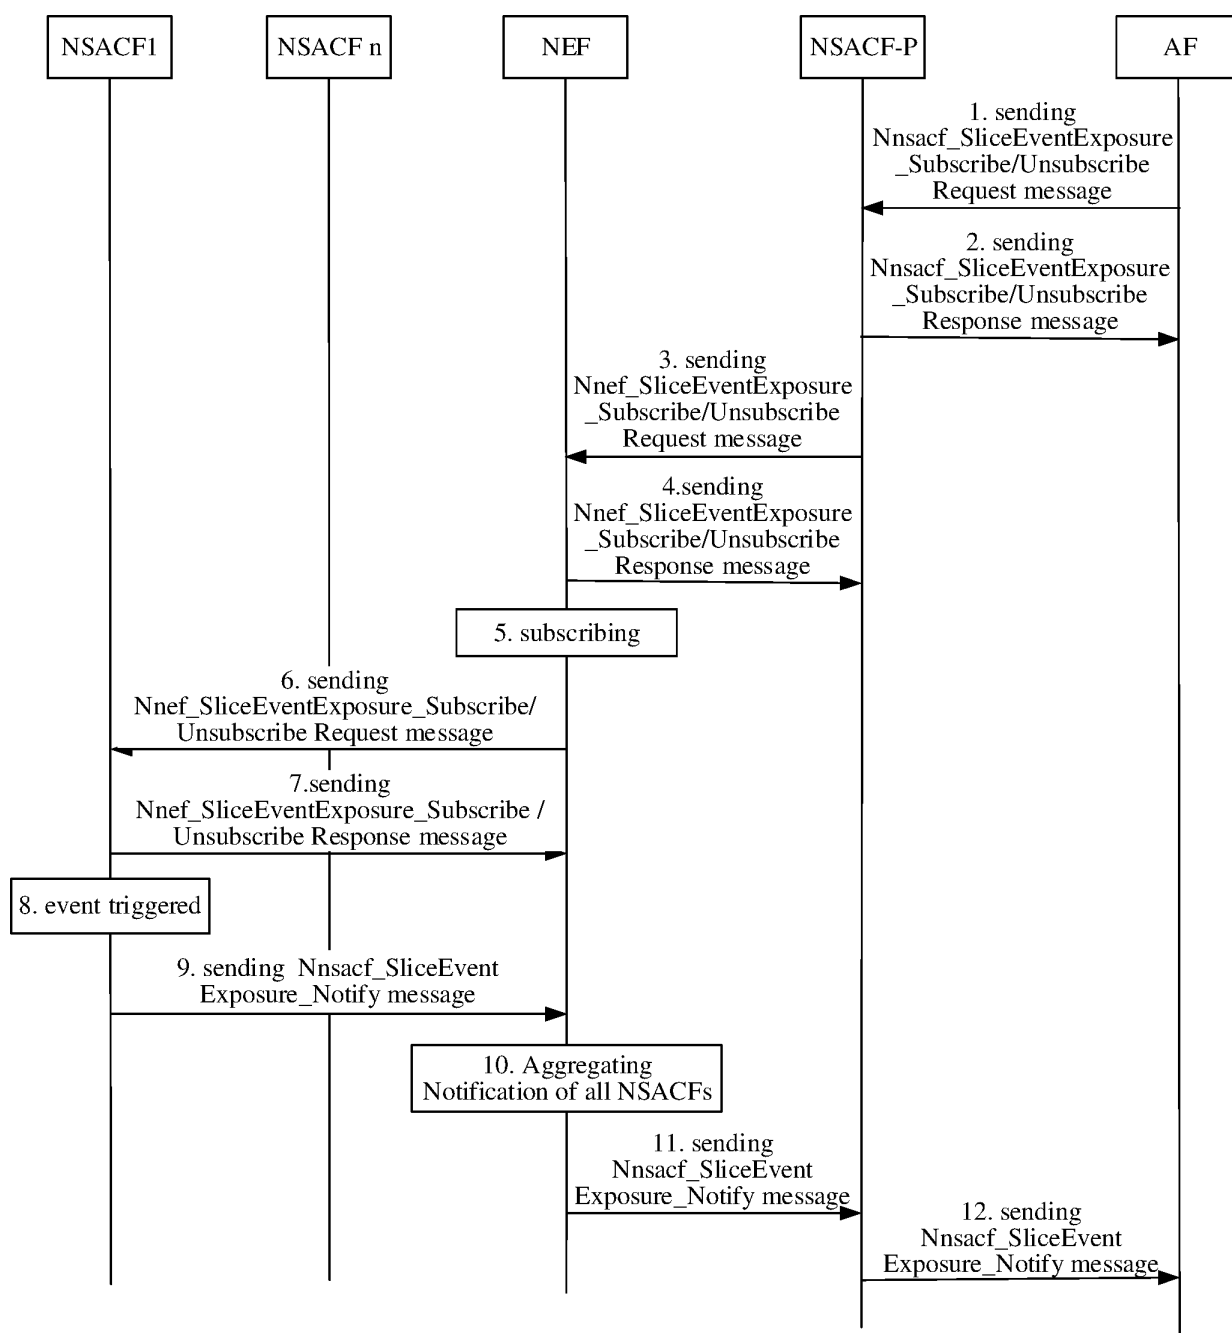 NSACF1
NSACF n
NEF
NSACF-P
AF
1. sending
Nnsacf_SliceEventExposure
_Subscribe/Unsubscribe
Request message
2. sending
Nnsacf_SliceEventExposure
_Subscribe/Unsubscribe
Response message
3. sending
Nnef_SliceEventExposure
_Subscribe/Unsubscribe
Request message
4.sending
Nnef_SliceEventExposure
_Subscribe/Unsubscribe
Response message
5. subscribing
6. sending
Nnef_SliceEventExposure_Subscribe/
Unsubscribe Request message
7.sending
Nnef_SliceEventExposure_Subscribe /
Unsubscribe Response message
8. event triggered
9. sending  Nnsacf_SliceEvent
Exposure_Notify message
10. Aggregating
Notification of all NSACFs
11. sending
Nnsacf_SliceEvent
Exposure_Notify message
12. sending
Nnsacf_SliceEvent
Exposure_Notify message